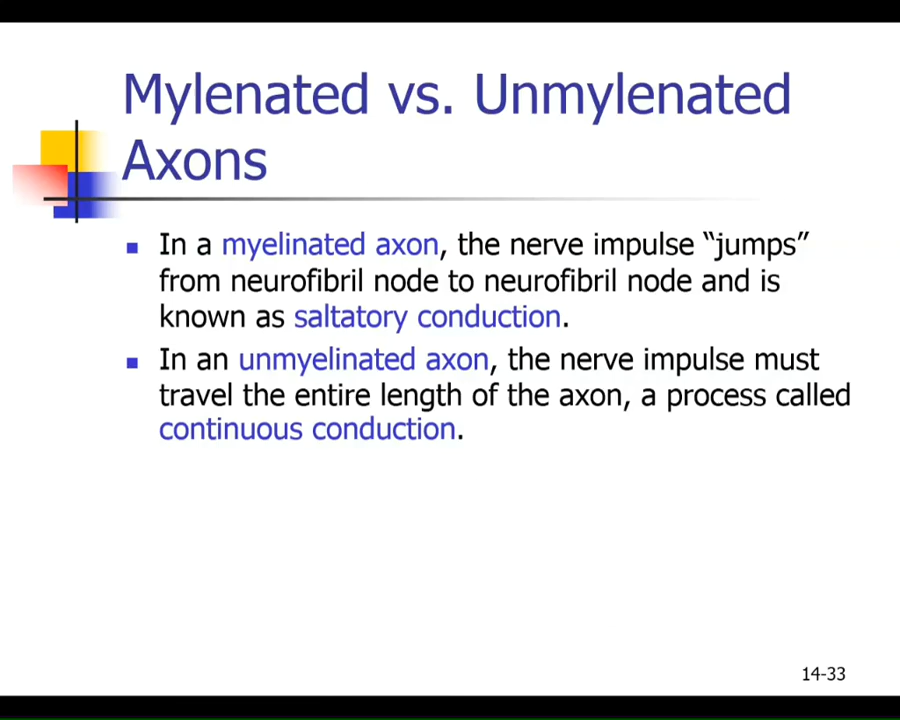 Mylenated vs. Unmylenated
Axons
In a myelinated axon, the nerve impulse “jumps”
from neurofibril node to neurofibril node and is
known as saltatory conduction.
In an unmyelinated axon, the nerve impulse must
travel the entire length of the axon, a process called
continuous conduction.
14-33